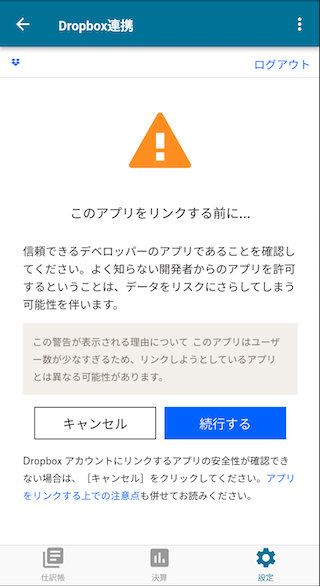 Dropbox連携
ログアウト
このアプリをリンクする前に...
信頼できるデベロッパーのアプリであることを確認し
てください。よく知らない開発者からのアプリを許可
するということは、データをリスクにさらしてしまう
可能性を伴います。
この警告が表示される理由について このアプリはユーザ
ー数が少なすぎるため、リンクしようとしているアプリ
とは異なる可能性があります。
キャンセル
続行する
Dropbox アカウントにリンクするアプリの安全性が確認でき
ない場合は、［キャンセル］をクリックしてください。アプリ
をリンクする上での注意点も併せてお読みください。
仕訳帳
決算
設定